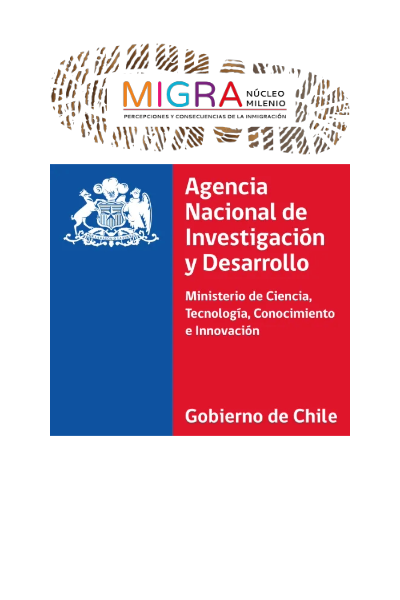 MIGRA NÚCLEO
MILENIO
PERCEPCIONES Y CONSECUENCIAS DE LA INMIGRACIÓN
Agencia
Nacional de
Investigación
y Desarrollo
Ministerio de Ciencia,
Tecnología, Conocimiento
e Innovación
Gobierno de Chile